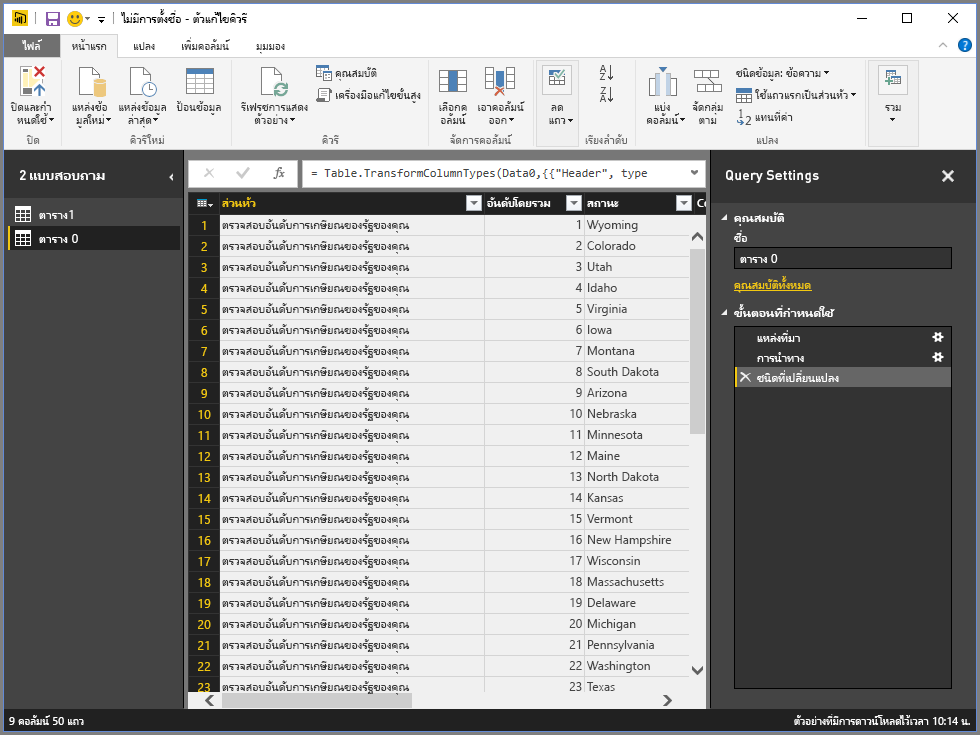 ไม่มีการตั้งชื่อ - ตัวแก้ไขคิวรี
ไฟล์ หน้าแรก แปลง เพิ่มคอลัมน์ มุมมอง
ปิดและกำหนดใช้
แหล่งข้อมูลใหม่
แหล่งข้อมูลล่าสุด
ป้อนข้อมูล
รีเฟรชการแสดงตัวอย่าง
คุณสมบัติ
เครื่องมือแก้ไขขั้นสูง
เลือกคอลัมน์
เอาคอลัมน์ออก
ลดแถว
แบ่งคอลัมน์
จัดกลุ่มตาม
ชนิดข้อมูล: ข้อความ
ใช้แถวแรกเป็นส่วนหัว
แทนที่ค่า
รวม
ปิด คิวรีใหม่ คิวรี จัดการคอลัมน์ เรียงลำดับ แปลง
2 แบบสอบถาม
ตาราง1
ตาราง 0
fx
= Table.TransformColumnTypes(Data0,{{"Header", type
ส่วนหัว อันดับโดยรวม สถานะ Co
1 ตรวจสอบอันดับการเกษียณของรัฐของคุณ 1 Wyoming
2 ตรวจสอบอันดับการเกษียณของรัฐของคุณ 2 Colorado
3 ตรวจสอบอันดับการเกษียณของรัฐของคุณ 3 Utah
4 ตรวจสอบอันดับการเกษียณของรัฐของคุณ 4 Idaho
5 ตรวจสอบอันดับการเกษียณของรัฐของคุณ 5 Virginia
6 ตรวจสอบอันดับการเกษียณของรัฐของคุณ 6 Iowa
7 ตรวจสอบอันดับการเกษียณของรัฐของคุณ 7 Montana
8 ตรวจสอบอันดับการเกษียณของรัฐของคุณ 8 South Dakota
9 ตรวจสอบอันดับการเกษียณของรัฐของคุณ 9 Arizona
10 ตรวจสอบอันดับการเกษียณของรัฐของคุณ 10 Nebraska
11 ตรวจสอบอันดับการเกษียณของรัฐของคุณ 11 Minnesota
12 ตรวจสอบอันดับการเกษียณของรัฐของคุณ 12 Maine
13 ตรวจสอบอันดับการเกษียณของรัฐของคุณ 13 North Dakota
14 ตรวจสอบอันดับการเกษียณของรัฐของคุณ 14 Kansas
15 ตรวจสอบอันดับการเกษียณของรัฐของคุณ 15 Vermont
16 ตรวจสอบอันดับการเกษียณของรัฐของคุณ 16 New Hampshire
17 ตรวจสอบอันดับการเกษียณของรัฐของคุณ 17 Wisconsin
18 ตรวจสอบอันดับการเกษียณของรัฐของคุณ 18 Massachusetts
19 ตรวจสอบอันดับการเกษียณของรัฐของคุณ 19 Delaware
20 ตรวจสอบอันดับการเกษียณของรัฐของคุณ 20 Michigan
21 ตรวจสอบอันดับการเกษียณของรัฐของคุณ 21 Pennsylvania
22 ตรวจสอบอันดับการเกษียณของรัฐของคุณ 22 Washington
23 ตรวจสอบอันดับการเกษียณของรัฐของคุณ 23 Texas
Query Settings
คุณสมบัติ
ชื่อ
ตาราง 0
คุณสมบัติทั้งหมด
ขั้นตอนที่กำหนดใช้
แหล่งที่มา
การนำทาง
ชนิดที่เปลี่ยนแปลง
9 คอลัมน์ 50 แถว
ตัวอย่างที่มีการดาวน์โหลดไว้เวลา 10:14 น.